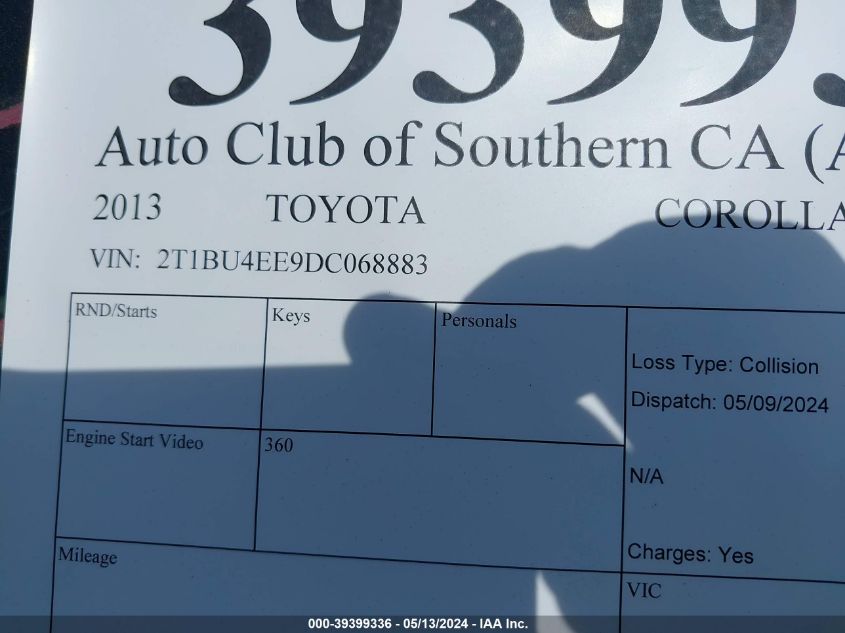 39399
Auto Club of Southern CA (A
2013 TOYOTA COROLLA
VIN: 2T1BU4EE9DC068883
RND/Starts Keys Personals
Loss Type: Collision
Dispatch: 05/09/2024
Engine Start Video 360
N/A
Charges: Yes
Mileage
VIC
000-39399336 - 05/13/2024 - IAA Inc.